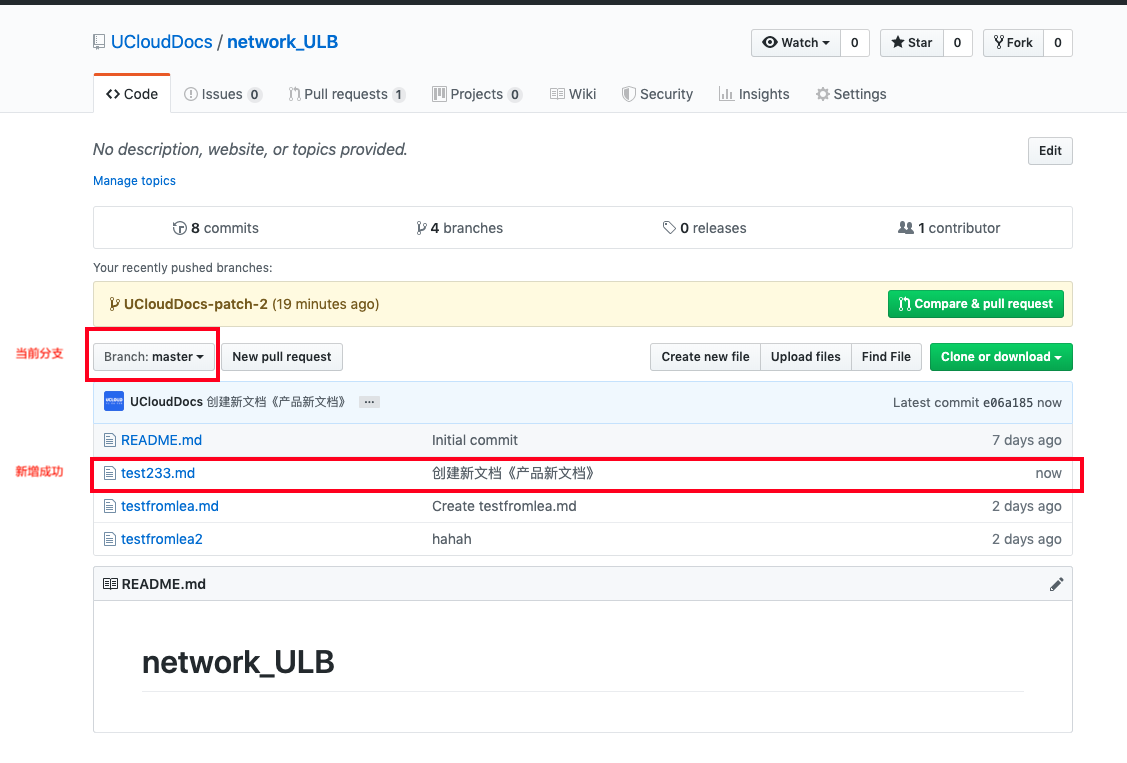 UCloudDocs / network_ULB
Watch 0 Star 0 Fork 0
Code Issues 0 Pull requests 1 Projects 0 Wiki Security Insights Settings
No description, website, or topics provided.
Edit
Manage topics
8 commits 4 branches 0 releases 1 contributor
Your recently pushed branches:
UCloudDocs-patch-2 (19 minutes ago) Compare & pull request
当前分支 Branch: master New pull request Create new file Upload files Find File Clone or download
UCloudDocs 创建新文档《产品新文档》 ... Latest commit e06a185 now
README.md Initial commit 7 days ago
新增成功 test233.md 创建新文档《产品新文档》 now
testfromlea.md Create testfromlea.md 2 days ago
testfromlea2 hahah 2 days ago
README.md
network_ULB